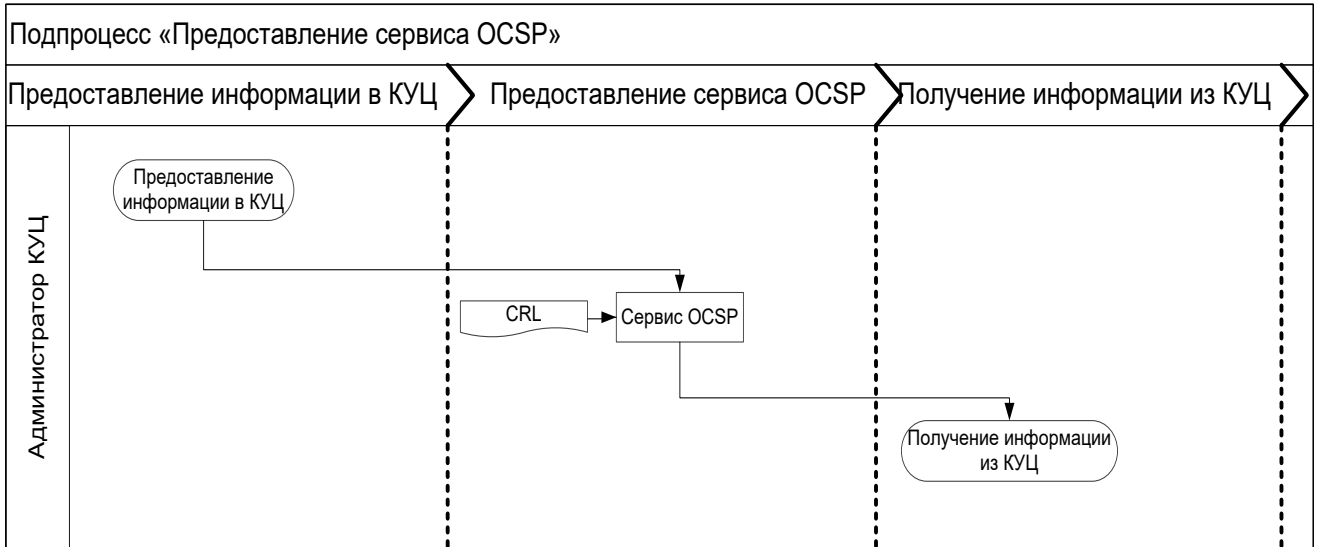 Подпроцесс «Предоставление сервиса OCSP»
Предоставление информации в КУЦ
Предоставление сервиса OCSP
Получение информации из КУЦ
Администратор КУЦ
Предоставление
информации в КУЦ
CRL
Сервис OCSP
Получение информации
из КУЦ